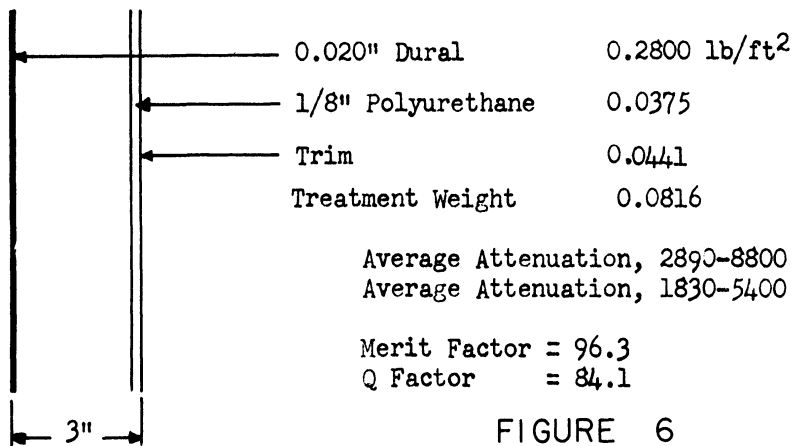 0.020" Dural 0.2800 lb/ft2
1/8" Polyurethane 0.0375
Trim 0.0441
Treatment Weight 0.0816
Average Attenuation, 2890-8800
Average Attenuation, 1830-5400
Merit Factor = 96.3
Q Factor = 84.1
3"
FIGURE 6